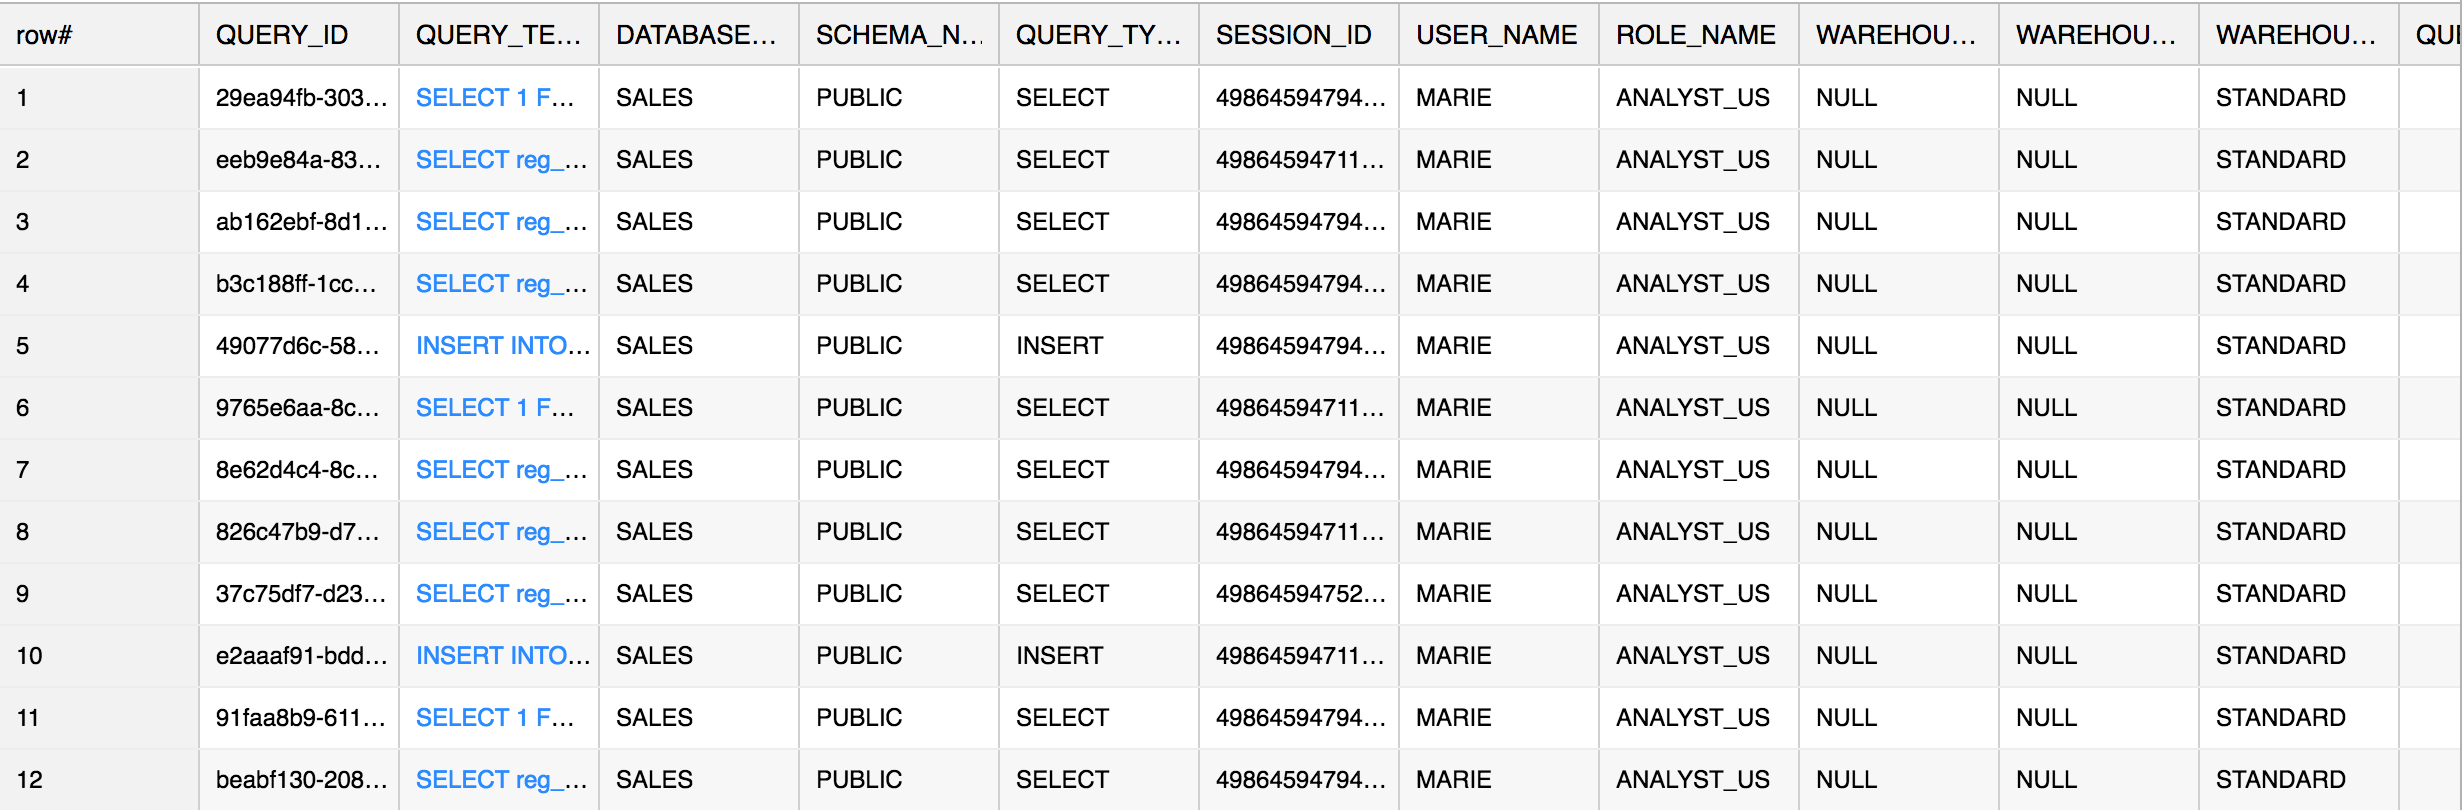 row# QUERY_ID QUERY_TE... DATABASE... SCHEMA_N... QUERY_TY... SESSION_ID USER_NAME ROLE_NAME WAREHOU... WAREHOU... WAREHOU... QUI
1 29ea94fb-303... SELECT 1 F... SALES PUBLIC SELECT 49864594794... MARIE ANALYST_US NULL NULL STANDARD
2 eeb9e84a-83... SELECT reg_... SALES PUBLIC SELECT 49864594711... MARIE ANALYST_US NULL NULL STANDARD
3 ab162ebf-8d1... SELECT reg_... SALES PUBLIC SELECT 49864594794... MARIE ANALYST_US NULL NULL STANDARD
4 b3c188ff-1cc... SELECT reg_... SALES PUBLIC SELECT 49864594794... MARIE ANALYST_US NULL NULL STANDARD
5 49077d6c-58... INSERT INTO... SALES PUBLIC INSERT 49864594794... MARIE ANALYST_US NULL NULL STANDARD
6 9765e6aa-8c... SELECT 1 F... SALES PUBLIC SELECT 49864594711... MARIE ANALYST_US NULL NULL STANDARD
7 8e62d4c4-8c... SELECT reg_... SALES PUBLIC SELECT 49864594794... MARIE ANALYST_US NULL NULL STANDARD
8 826c47b9-d7... SELECT reg_... SALES PUBLIC SELECT 49864594711... MARIE ANALYST_US NULL NULL STANDARD
9 37c75df7-d23... SELECT reg_... SALES PUBLIC SELECT 49864594752... MARIE ANALYST_US NULL NULL STANDARD
10 e2aaaf91-bdd... INSERT INTO... SALES PUBLIC INSERT 49864594711... MARIE ANALYST_US NULL NULL STANDARD
11 91faa8b9-611... SELECT 1 F... SALES PUBLIC SELECT 49864594794... MARIE ANALYST_US NULL NULL STANDARD
12 beabf130-208... SELECT reg_... SALES PUBLIC SELECT 49864594794... MARIE ANALYST_US NULL NULL STANDARD